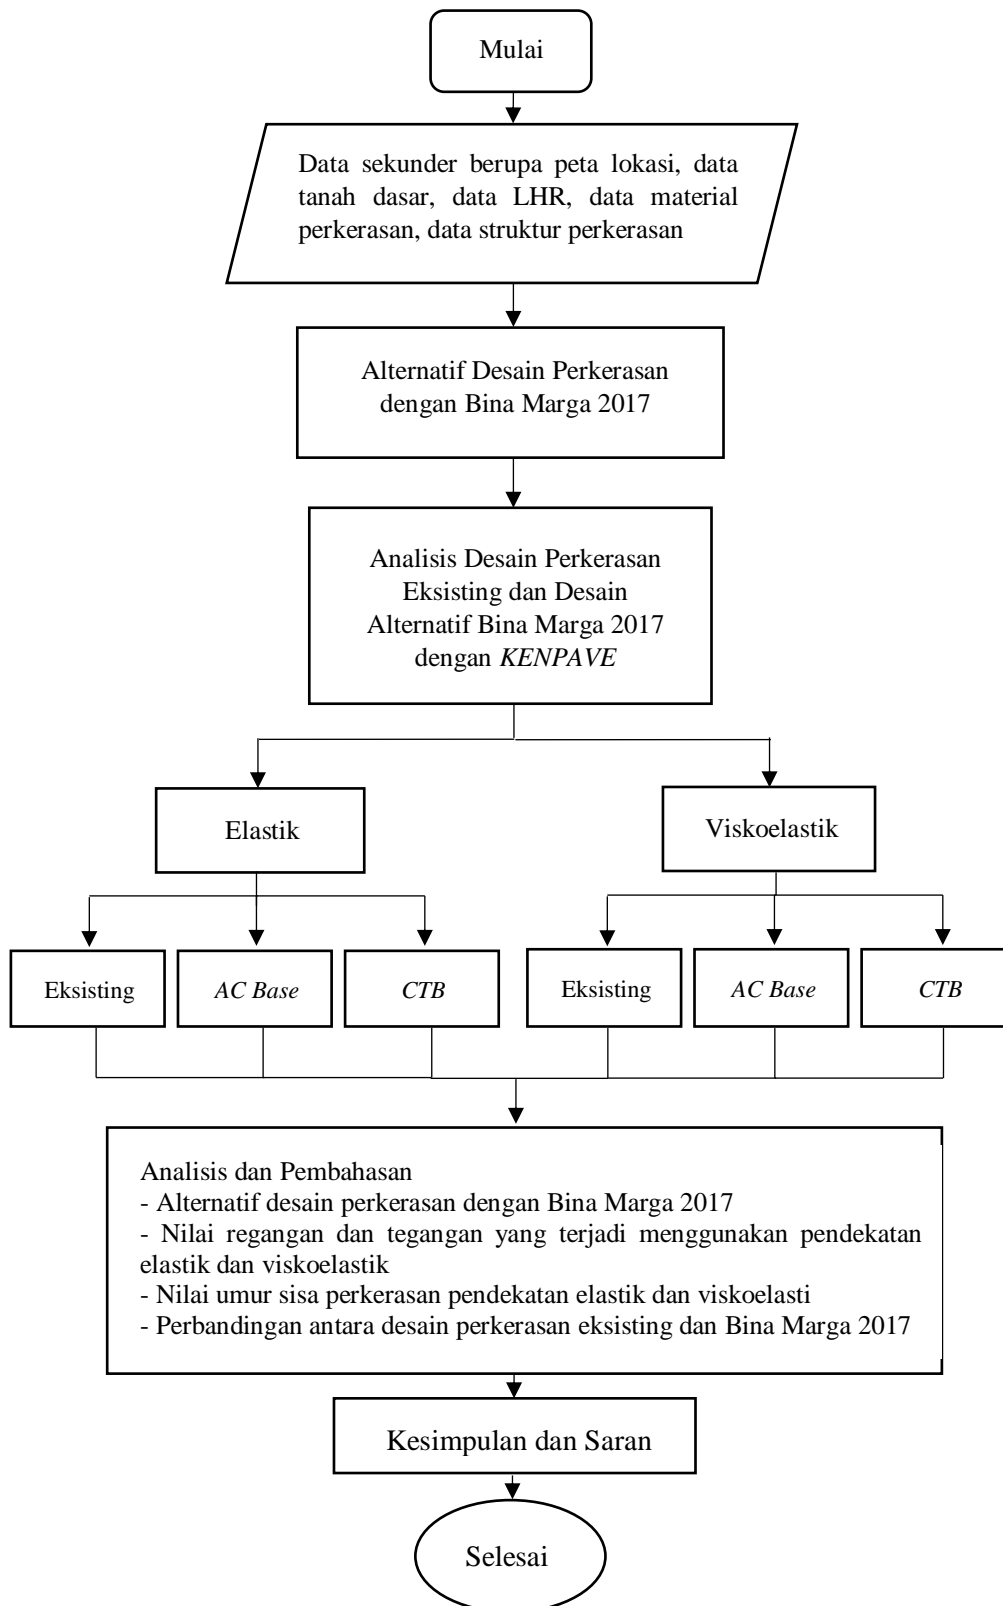 Mulai
Data sekunder berupa peta lokasi, data
tanah dasar, data LHR, data material
perkerasan, data struktur perkerasan
Alternatif Desain Perkerasan
dengan Bina Marga 2017
Analisis Desain Perkerasan
Eksisting dan Desain
Alternatif Bina Marga 2017
dengan KENPAVE
Elastik
Viskoelastik
Eksisting
AC Base
CTB
Eksisting
AC Base
CTB
Analisis dan Pembahasan
- Alternatif desain perkerasan dengan Bina Marga 2017
- Nilai regangan dan tegangan yang terjadi menggunakan pendekatan
elastik dan viskoelastik
- Nilai umur sisa perkerasan pendekatan elastik dan viskoelasti
- Perbandingan antara desain perkerasan eksisting dan Bina Marga 2017
Kesimpulan dan Saran
Selesai